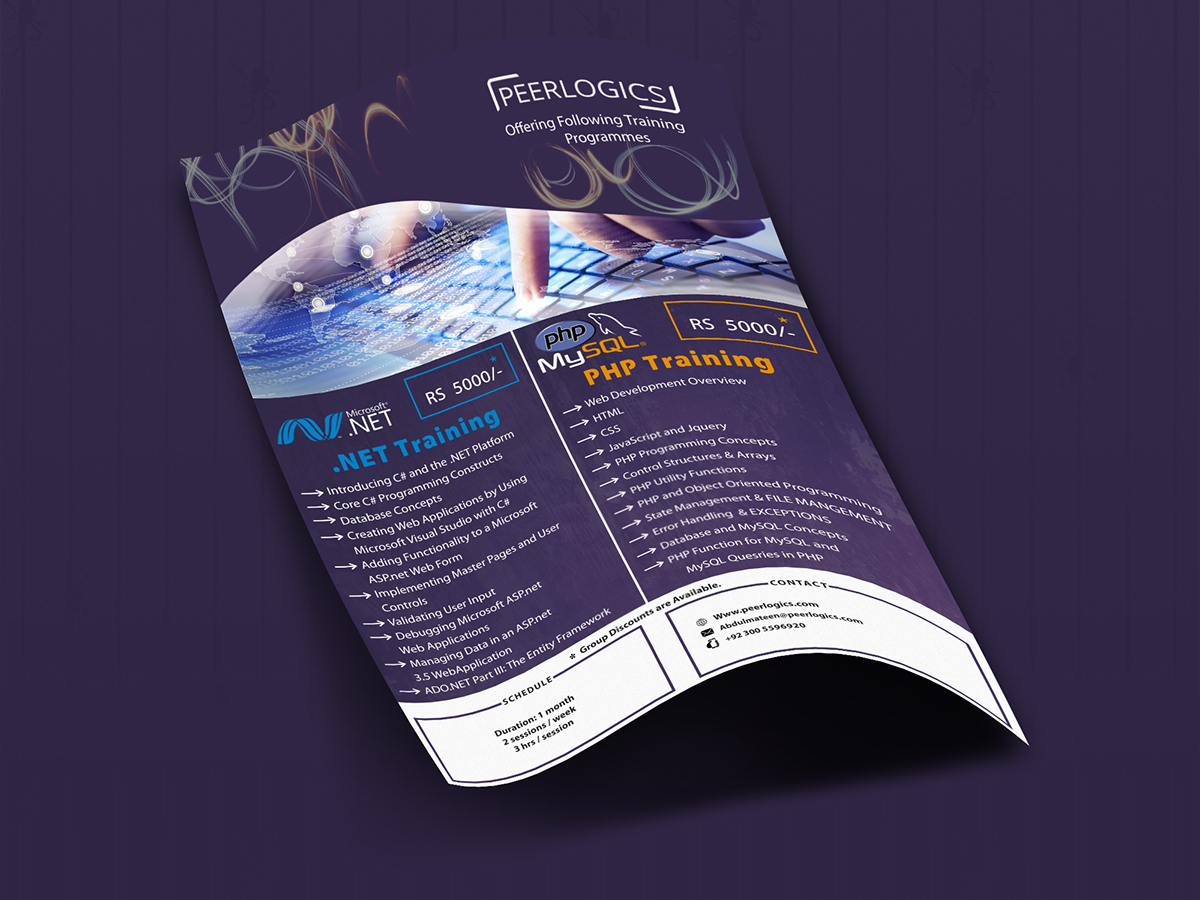 PEERLOGICS
Offering Following Training
Programmes
Microsoft®
.NET
RS 5000/-
*
.NET Training
Introducing C# and the .NET Platform
Core C# Programming Constructs
Database Concepts
Creating Web Applications by Using
Microsoft Visual Studio with C#
Adding Functionality to a Microsoft
ASP.net Web Form
Implementing Master Pages and User
Controls
Validating User Input
Debugging Microsoft ASP.net
Web Applications
Managing Data in an ASP.net
3.5 WebApplication
ADO.NET Part III: The Entity Framework
php
MySQL®
RS 5000/-
*
PHP Training
Web Development Overview
HTML
CSS
JavaScript and Jquery
PHP Programming Concepts
Control Structures & Arrays
PHP Utility Functions
PHP and Object Oriented Programming
State Management & FILE MANGEMENT
Error Handling & EXCEPTIONS
Database and MySQL Concepts
PHP Function for MySQL and
MySQL Quesries in PHP
* Group Discounts are Available.
SCHEDULE
Duration: 1 month
2 sessions / week
3 hrs / session
CONTACT
Www.peerlogics.com
Abdulmateen@peerlogics.com
+92 300 5596920